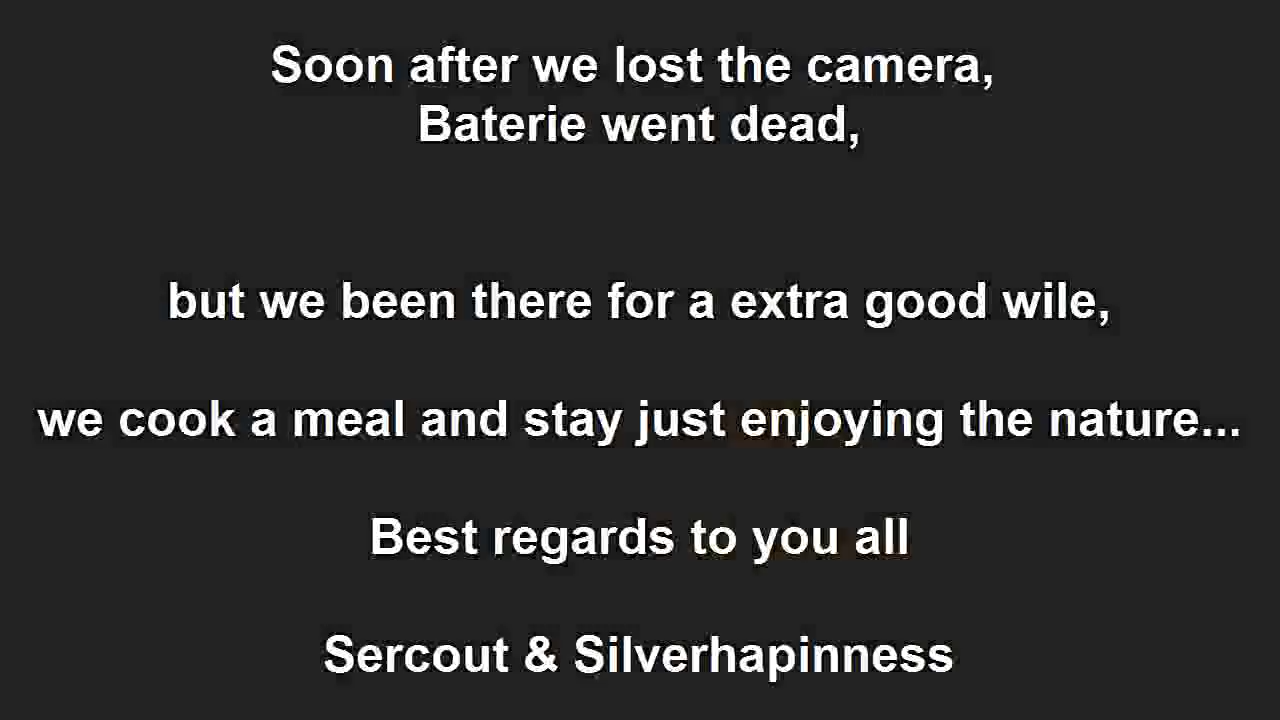 Soon after we lost the camera,
Baterie went dead,
but we been there for a extra good wile,
we cook a meal and stay just enjoying the nature...
Best regards to you all
Sercout & Silverhapinness